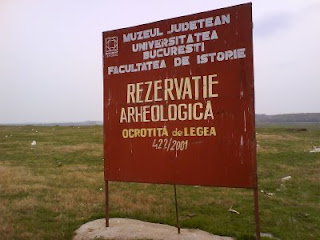 MUZEUL JUDEȚEAN
UNIVERSITATEA
BUCUREȘTI
FACULTATEA DE ISTORIE
REZERVAȚIE
ARHEOLOGICĂ
OCROTITĂ de LEGEA
422/2001